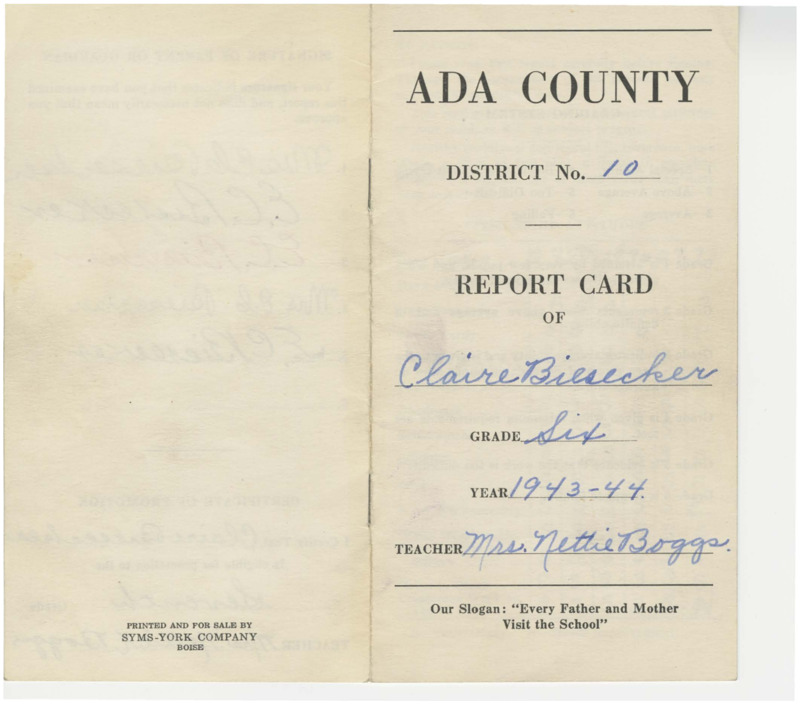 ADA COUNTY
DISTRICT No. 10
REPORT CARD
OF
Claire Biesecker
GRADE Six
YEAR 1943-44
TEACHER Mrs. Nettie Boggs.
Our Slogan: "Every Father and Mother
Visit the School"
PRINTED AND FOR SALE BY
SYMS-YORK COMPANY
BOISE